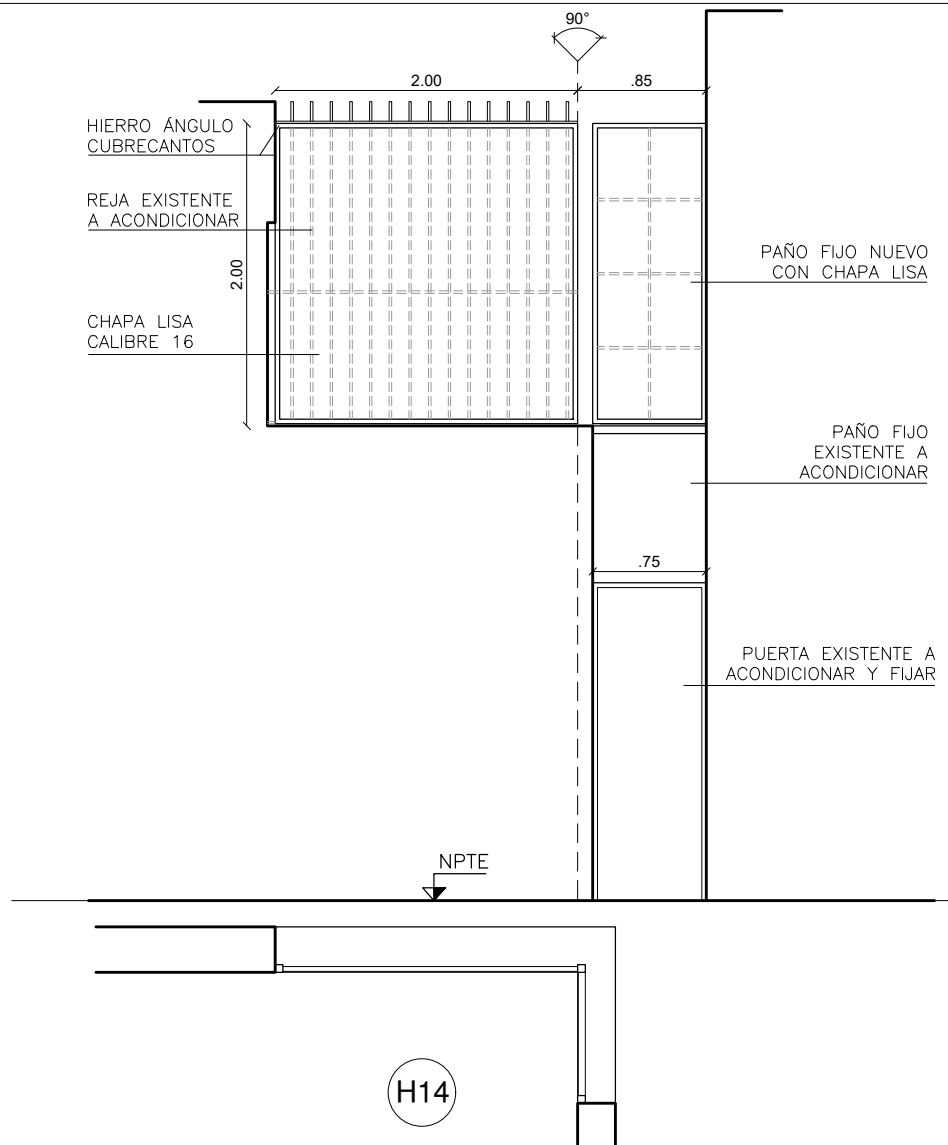 90°
2.00
.85
HIERRO ÁNGULO
CUBRECANTOS
REJA EXISTENTE
A ACONDICIONAR
2.00
PAÑO FIJO NUEVO
CON CHAPA LISA
CHAPA LISA
CALIBRE 16
PAÑO FIJO
EXISTENTE A
ACONDICIONAR
.75
PUERTA EXISTENTE A
ACONDICIONAR Y FIJAR
NPTE
H14